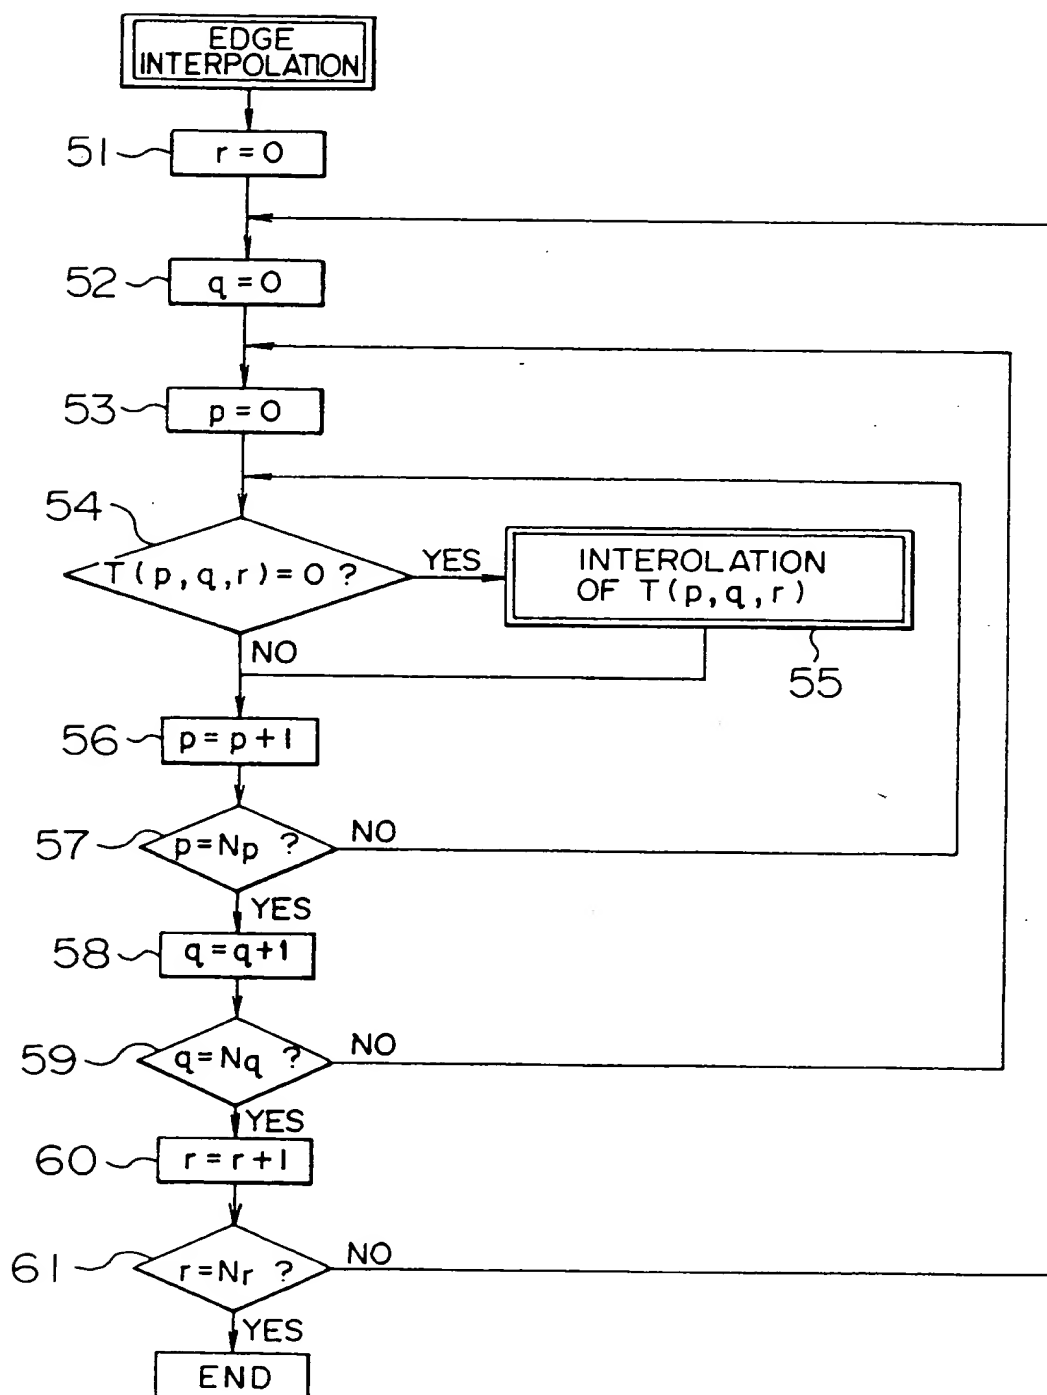 EDGE
INTERPOLATION
51
r = 0
52
q = 0
53
p = 0
54
T(p,q,r)=0 ?
YES
INTEROLATION
OF T(p,q,r)
NO
55
56
p = p+1
57
p=Np ?
NO
YES
58
q = q+1
59
q=Nq ?
NO
YES
60
r = r+1
61
r=Nr ?
NO
YES
END